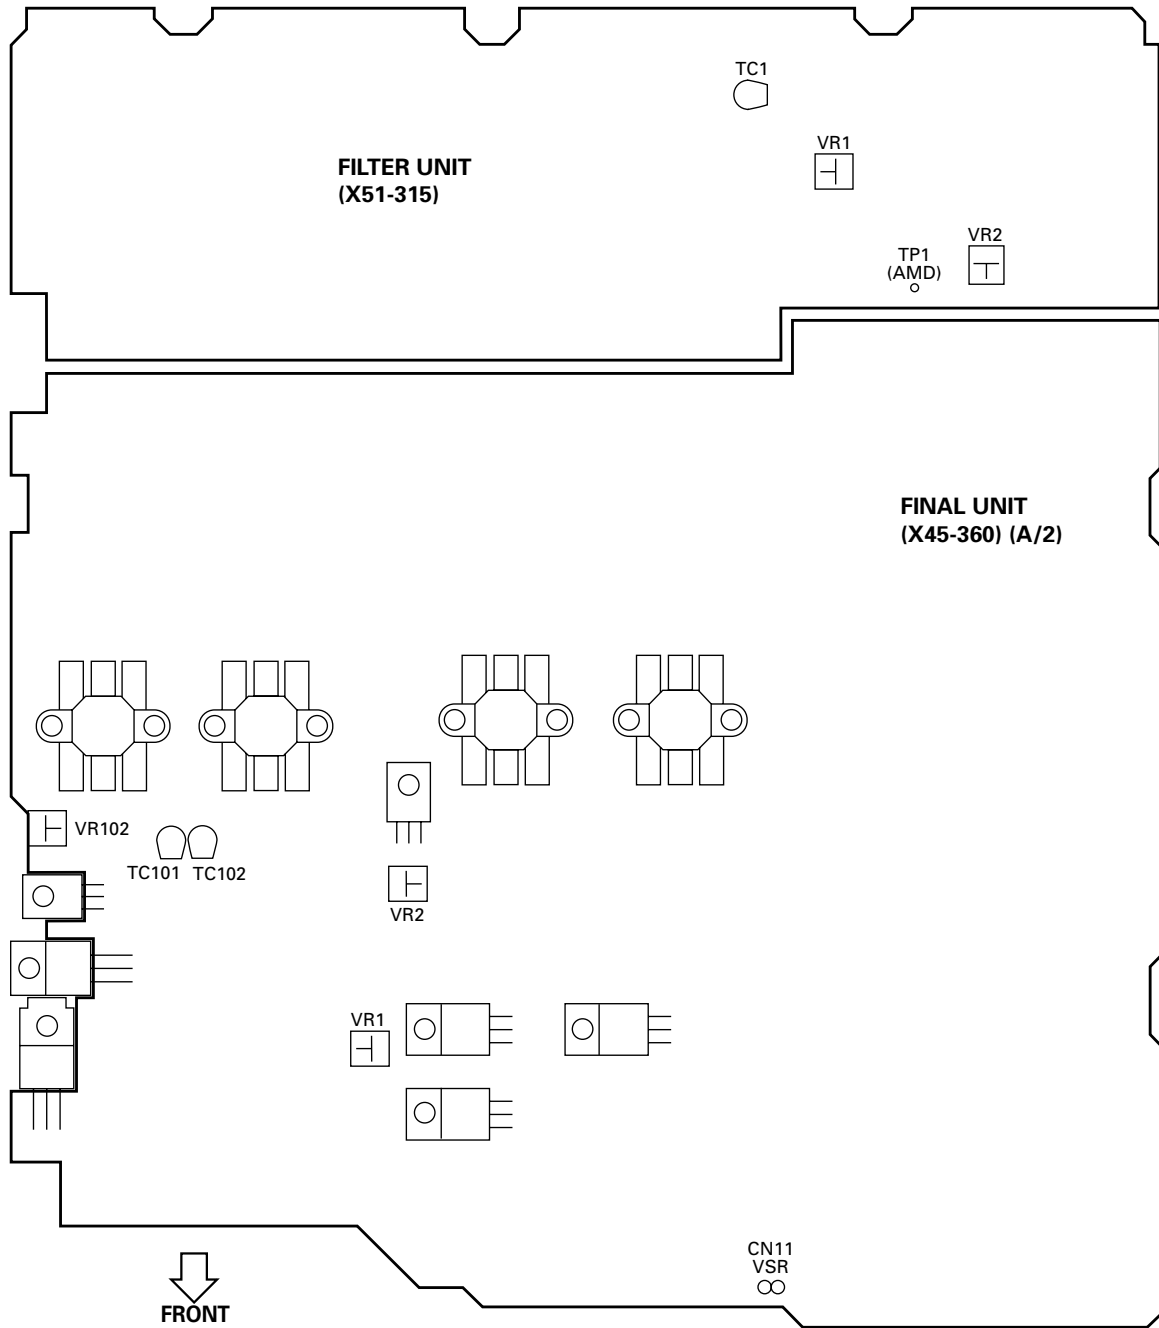 TC1
VR1
FILTER UNIT
(X51-315)
VR2
TP1
(AMD)
FINAL UNIT
(X45-360) (A/2)
VR102
TC101 TC102
VR2
VR1
CN11
VSR
FRONT